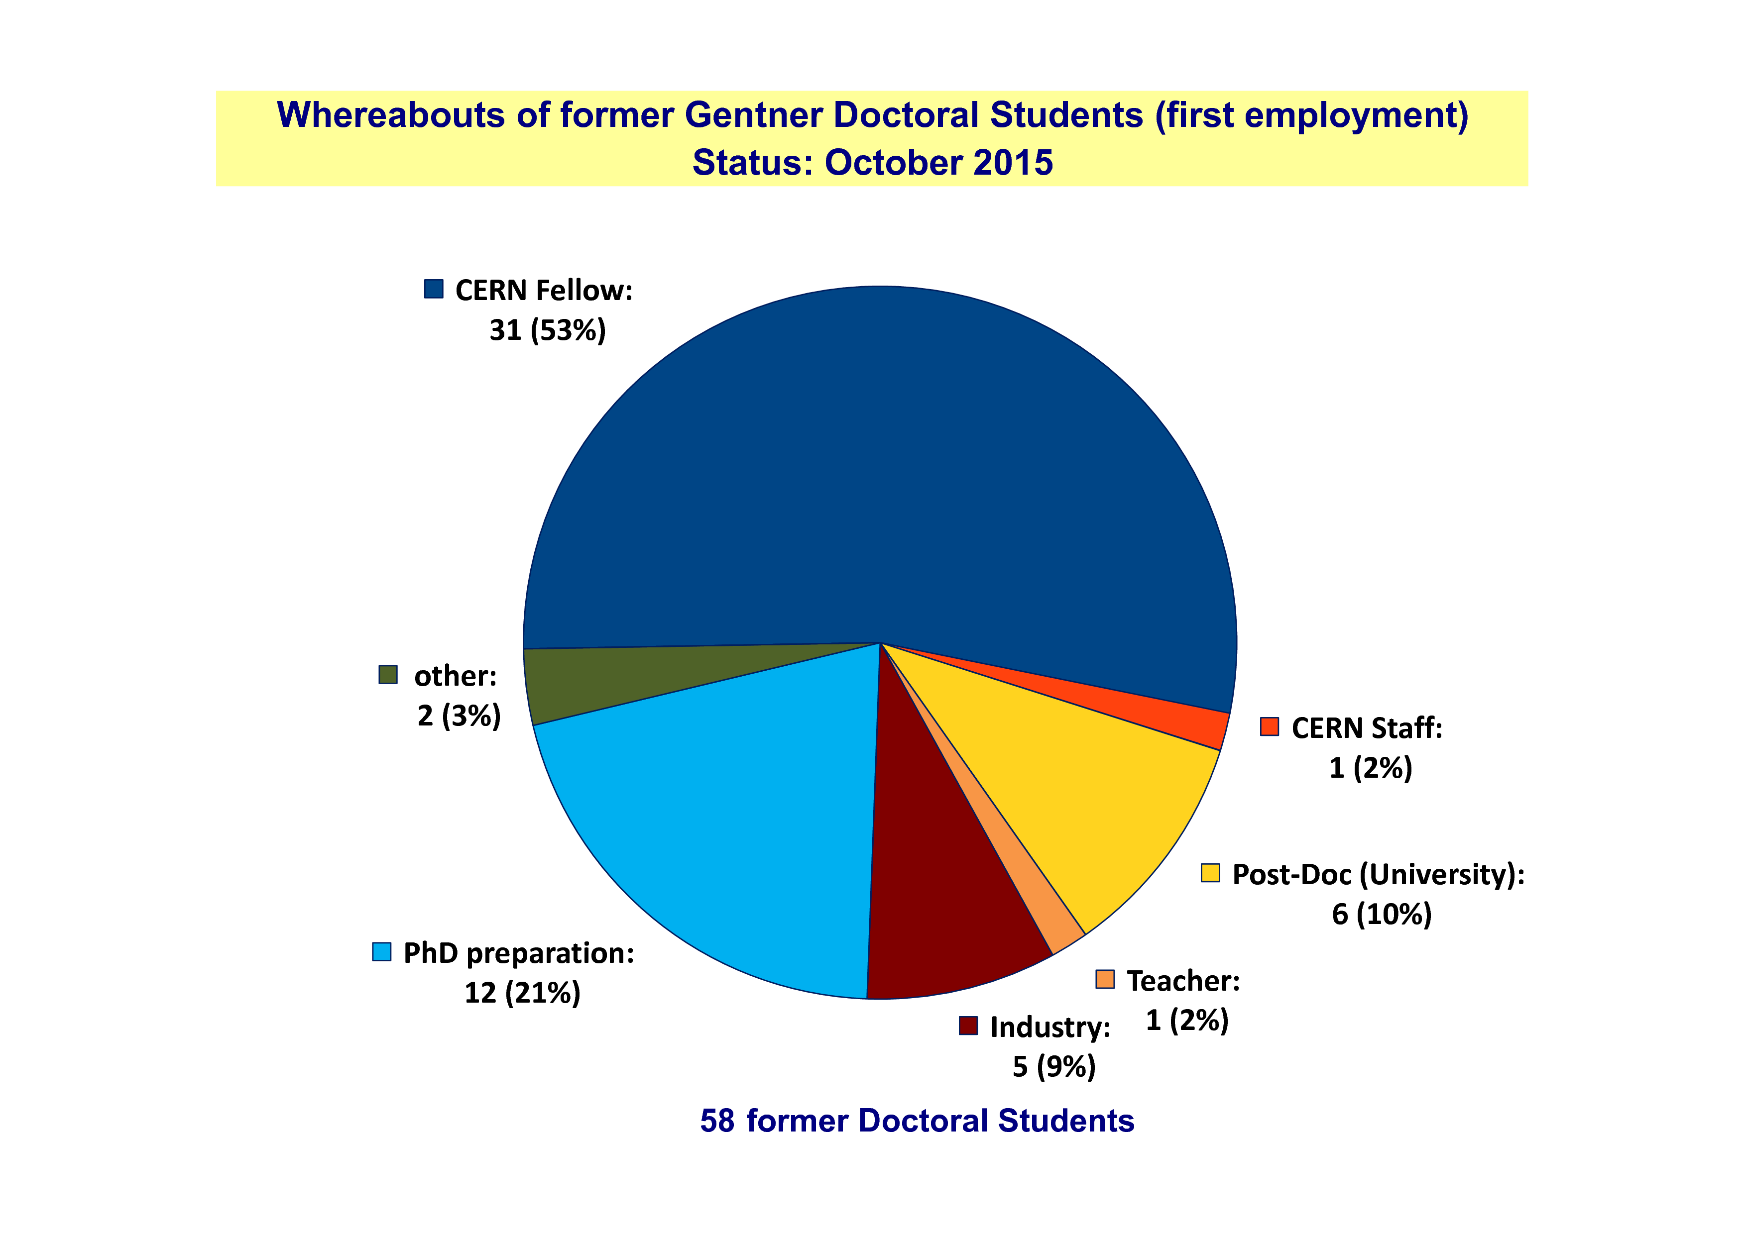 Whereabouts of former Gentner Doctoral Students (first employment)
Status: October 2015
CERN Fellow:
31 (53%)
other:
2 (3%)
CERN Staff:
1 (2%)
Post-Doc (University):
6 (10%)
PhD preparation:
12 (21%)
Teacher:
1 (2%)
Industry:
5 (9%)
58 former Doctoral Students